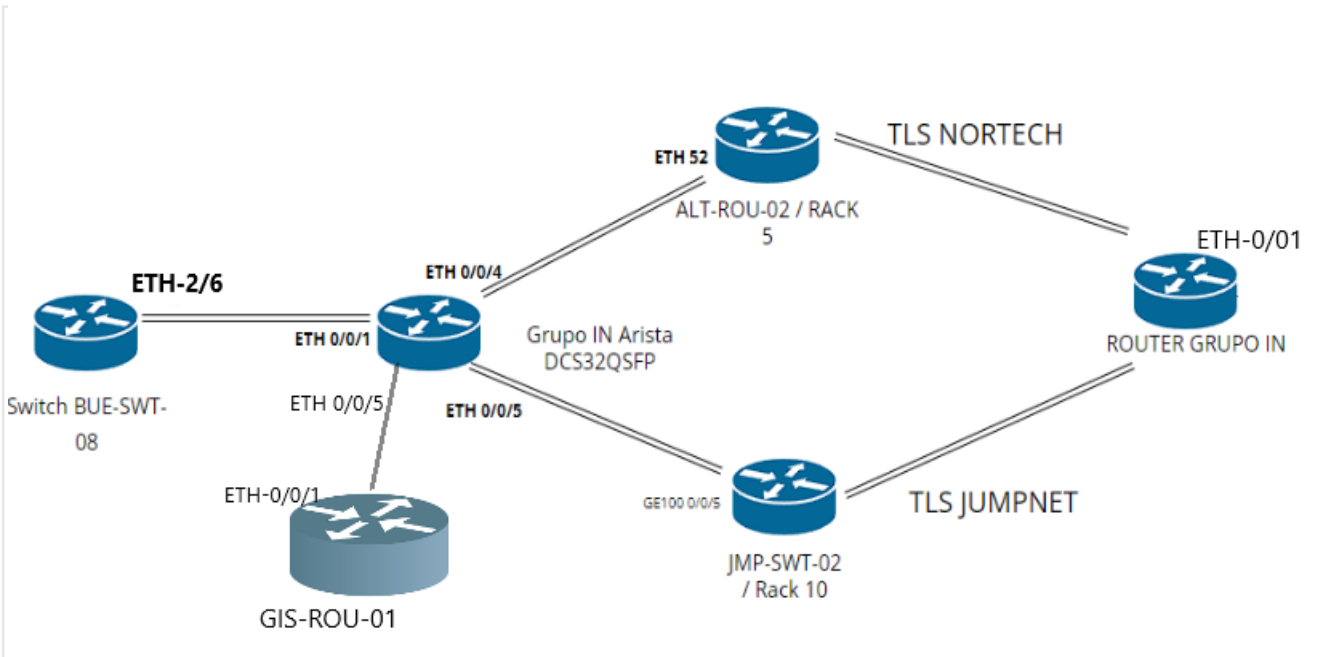 TLS NORTECH
ETH 52
ALT-ROU-02 / RACK
5
ETH-0/01
ROUTER GRUPO IN
ETH 0/0/4
ETH-2/6
ETH 0/0/1
Grupo IN Arista
DCS32QSFP
Switch BUE-SWT-
08
ETH 0/0/5
ETH 0/0/5
ETH-0/0/1
GE100 0/0/5
TLS JUMPNET
JMP-SWT-02
/ Rack 10
GIS-ROU-01